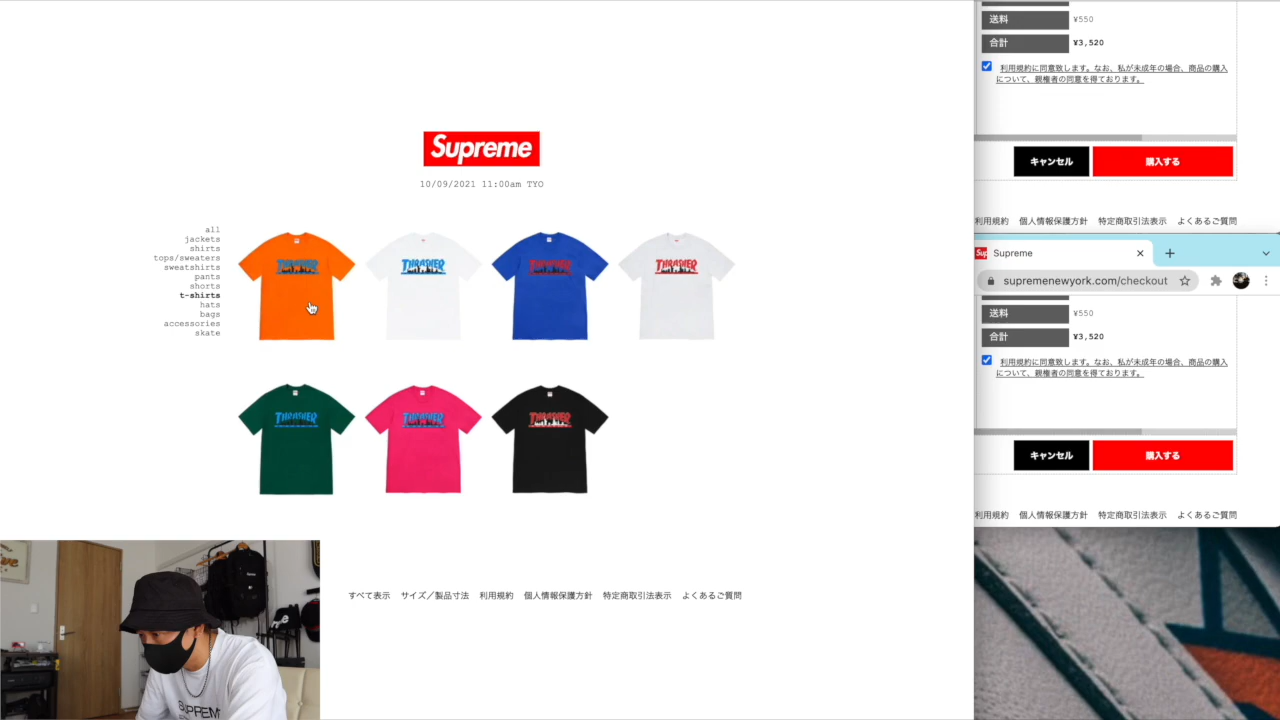 Supreme
10/09/2021 11:00am TYO
all
jackets
shirts
tops/sweaters
sweatshirts
pants
shorts
t-shirts
hats
bags
accessories
skate
THRASHER
THRASHER
THRASHER
THRASHER
THRASHER
THRASHER
THRASHER
すべて表示 サイズ／製品寸法 利用規約 個人情報保護方針 特定商取引法表示 よくあるご質問
SUPREM
送料 ¥550
合計 ¥3,520
利用規約に同意致します。なお、私が未成年の場合、商品の購入
について、親権者の同意を得ております。
キャンセル 購入する
利用規約 個人情報保護方針 特定商取引法表示 よくあるご質問
Sup Supreme
supremenewyork.com/checkout
送料 ¥550
合計 ¥3,520
利用規約に同意致します。なお、私が未成年の場合、商品の購入
について、親権者の同意を得ております。
キャンセル 購入する
利用規約 個人情報保護方針 特定商取引法表示 よくあるご質問